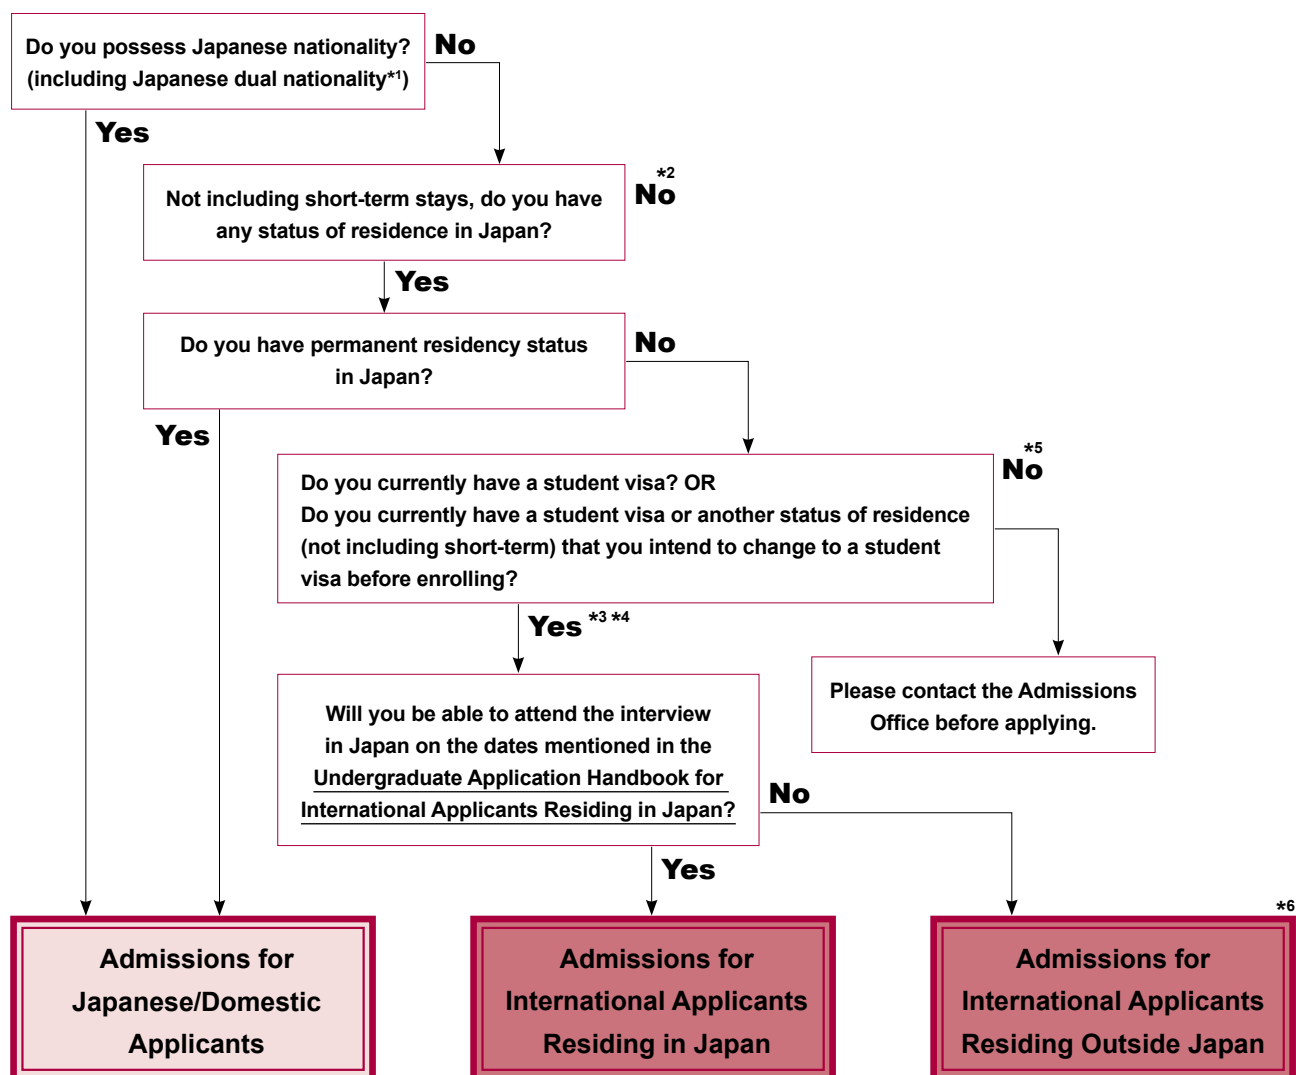 Do you possess Japanese nationality?
(including Japanese dual nationality*1)
No
Yes
Not including short-term stays, do you have
any status of residence in Japan?
*2
No
Yes
Do you have permanent residency status
in Japan?
No
Yes
Do you currently have a student visa? OR
Do you currently have a student visa or another status of residence
(not including short-term) that you intend to change to a student
visa before enrolling?
*5
No
Yes *3 *4
Please contact the Admissions
Office before applying.
Will you be able to attend the interview
in Japan on the dates mentioned in the
Undergraduate Application Handbook for
International Applicants Residing in Japan?
No
Yes
Admissions for
Japanese/Domestic
Applicants
Admissions for
International Applicants
Residing in Japan
*6
Admissions for
International Applicants
Residing Outside Japan